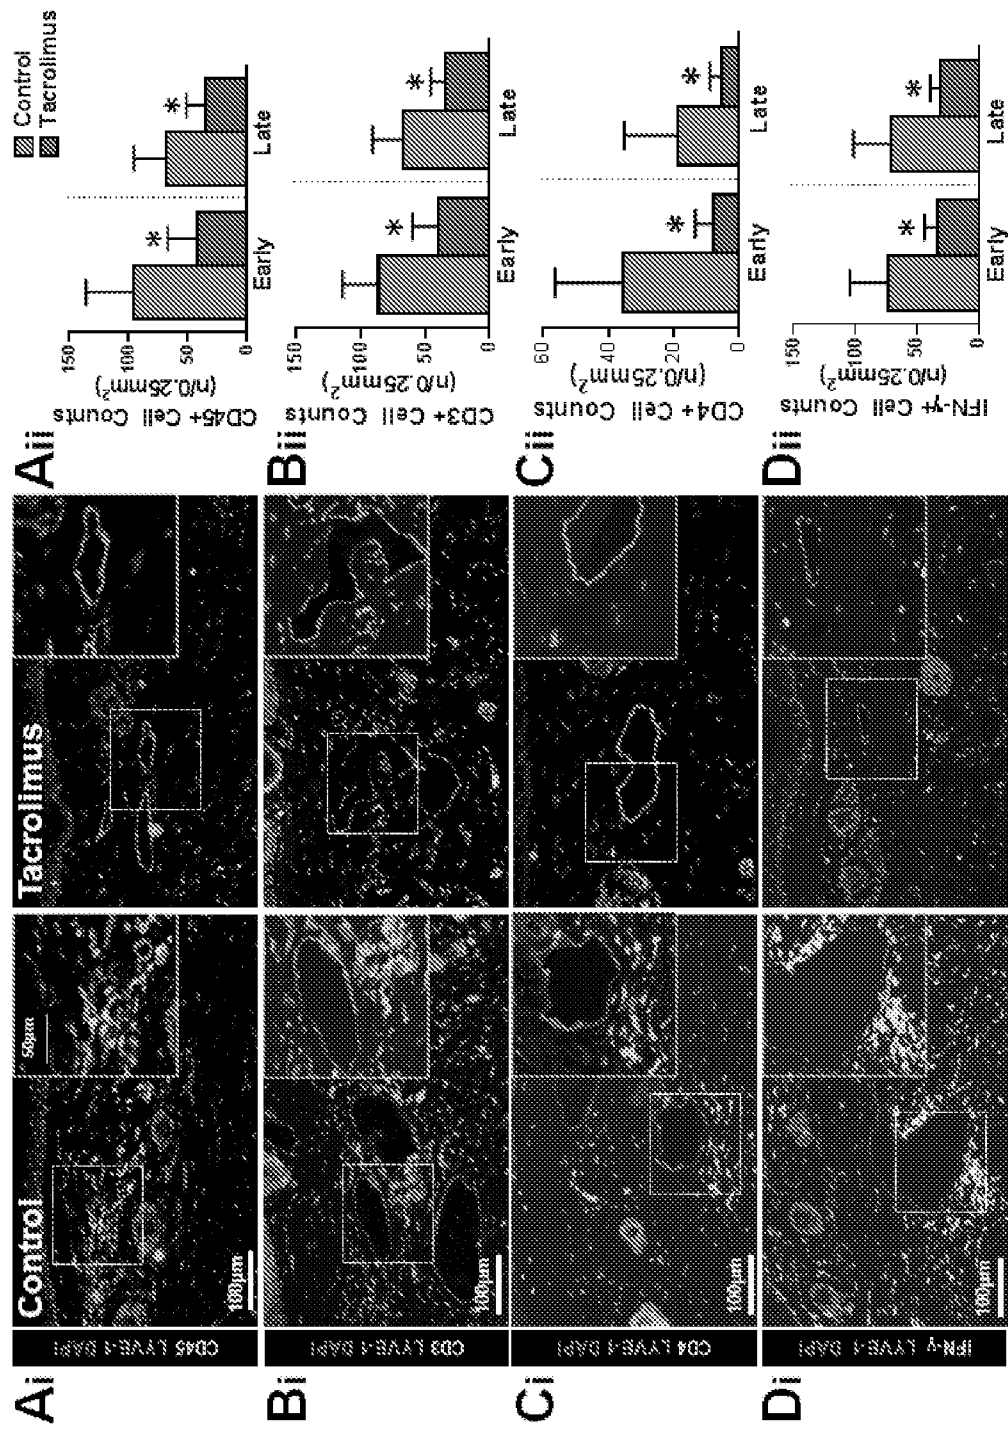 Control
Tacrolimus
Ai
CD45 LYVE-1 DAPI
Control
100µm
50µm
Tacrolimus
Aii
CD45+ Cell Counts
(n/0.25mm²)
150
100
50
0
*
*
Early
Late
Bi
CD3 LYVE-1 DAPI
100µm
Bii
CD3+ Cell Counts
(n/0.25mm²)
150
100
50
0
*
*
Early
Late
Ci
CD4 LYVE-1 DAPI
100µm
Cii
CD4+ Cell Counts
(n/0.25mm²)
60
40
20
0
*
*
Early
Late
Di
IFN-γ LYVE-1 DAPI
100µm
Dii
IFN-γ+ Cell Counts
(n/0.25mm²)
150
100
50
0
*
*
Early
Late